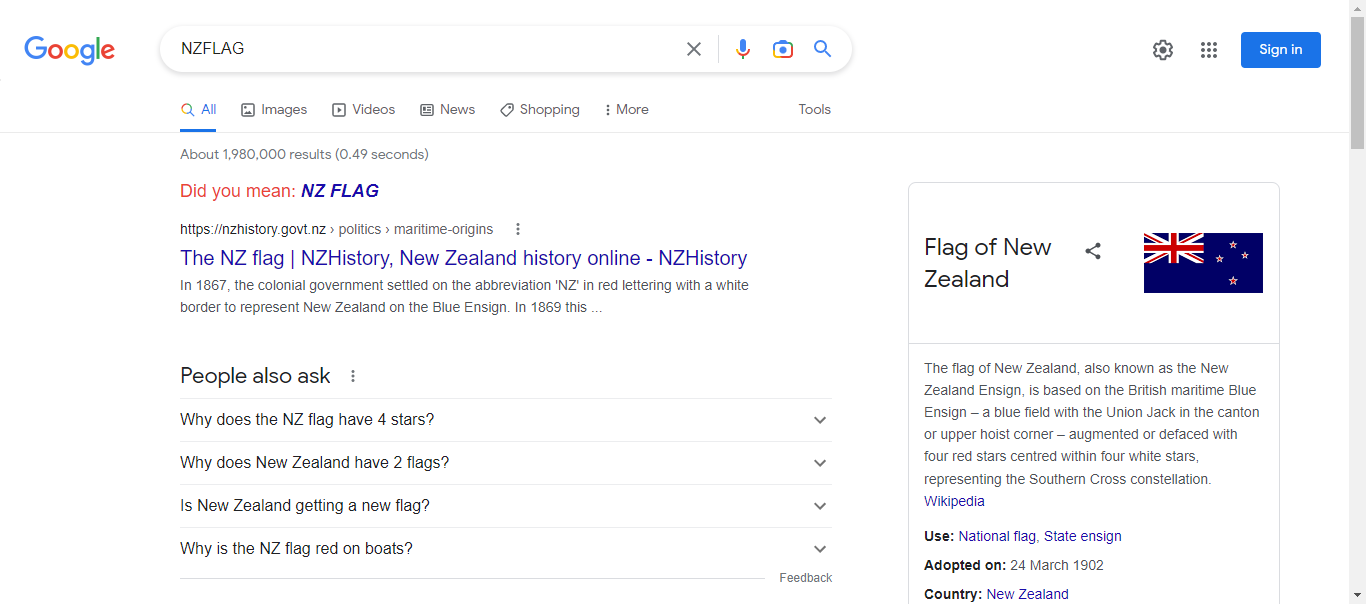 Google
NZFLAG
Sign in
All
Images
Videos
News
Shopping
More
Tools
About 1,980,000 results (0.49 seconds)
Did you mean: NZ FLAG
https://nzhistory.govt.nz › politics › maritime-origins
The NZ flag | NZHistory, New Zealand history online - NZHistory
In 1867, the colonial government settled on the abbreviation 'NZ' in red lettering with a white
border to represent New Zealand on the Blue Ensign. In 1869 this ...
People also ask
Why does the NZ flag have 4 stars?
Why does New Zealand have 2 flags?
Is New Zealand getting a new flag?
Why is the NZ flag red on boats?
Feedback
Flag of New
Zealand
The flag of New Zealand, also known as the New
Zealand Ensign, is based on the British maritime Blue
Ensign – a blue field with the Union Jack in the canton
or upper hoist corner – augmented or defaced with
four red stars centred within four white stars,
representing the Southern Cross constellation.
Wikipedia
Use: National flag, State ensign
Adopted on: 24 March 1902
Country: New Zealand